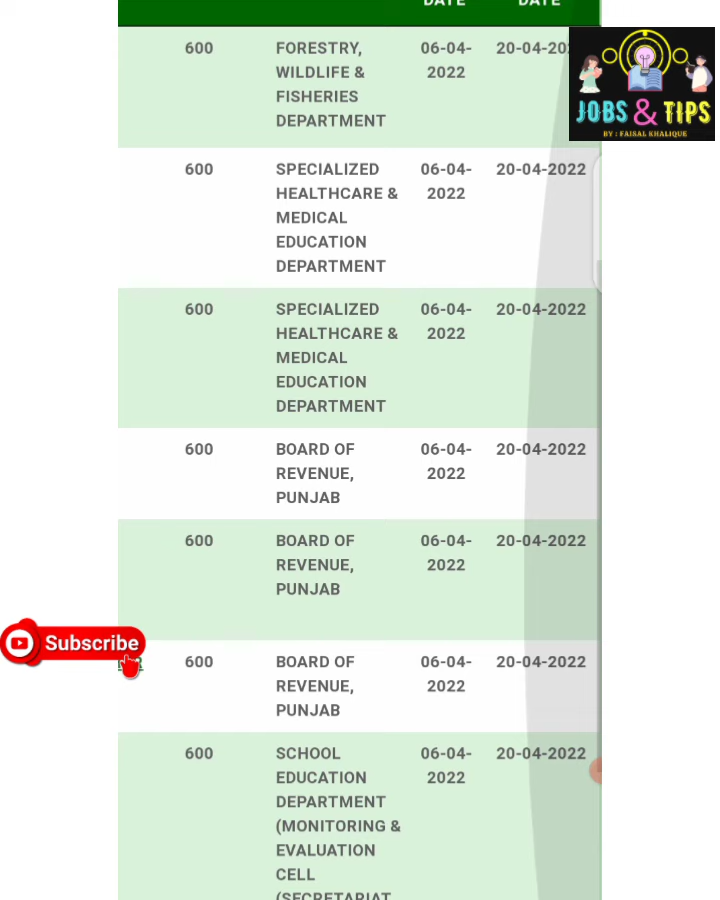 DATE DATE
600 FORESTRY, 06-04- 20-04-202
WILDLIFE & 2022
FISHERIES
DEPARTMENT
JOBS & TIPS
BY : FAISAL KHALIQUE
600 SPECIALIZED 06-04- 20-04-2022
HEALTHCARE & 2022
MEDICAL
EDUCATION
DEPARTMENT
600 SPECIALIZED 06-04- 20-04-2022
HEALTHCARE & 2022
MEDICAL
EDUCATION
DEPARTMENT
600 BOARD OF 06-04- 20-04-2022
REVENUE, 2022
PUNJAB
600 BOARD OF 06-04- 20-04-2022
REVENUE, 2022
PUNJAB
Subscribe
600 BOARD OF 06-04- 20-04-2022
REVENUE, 2022
PUNJAB
600 SCHOOL 06-04- 20-04-2022
EDUCATION 2022
DEPARTMENT
(MONITORING &
EVALUATION
CELL
(SECRETARIAT